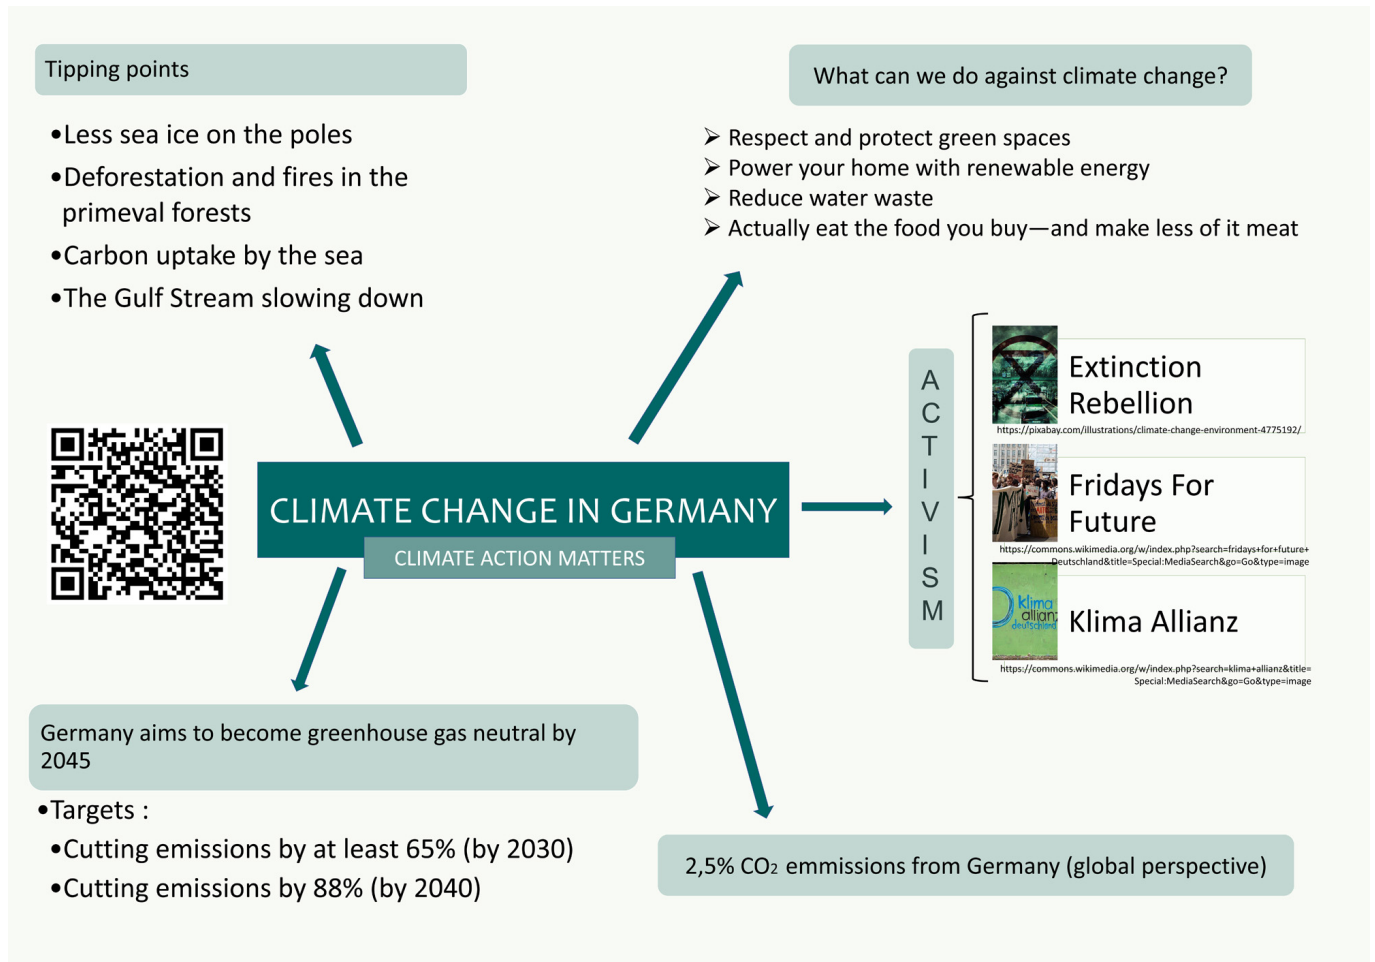 Tipping points
•Less sea ice on the poles
•Deforestation and fires in the
primeval forests
•Carbon uptake by the sea
•The Gulf Stream slowing down
What can we do against climate change?
➢ Respect and protect green spaces
➢ Power your home with renewable energy
➢ Reduce water waste
➢ Actually eat the food you buy—and make less of it meat
CLIMATE CHANGE IN GERMANY
CLIMATE ACTION MATTERS
ACTIVISM
Extinction
Rebellion
https://pixabay.com/illustrations/climate-change-environment-4775192/
Fridays For
Future
https://commons.wikimedia.org/w/index.php?search=fridays+for+future+
Deutschland&title=Special:MediaSearch&go=Go&type=image
klima
allianz
deutschland
Klima Allianz
https://commons.wikimedia.org/w/index.php?search=klima+allianz&title=
Special:MediaSearch&go=Go&type=image
Germany aims to become greenhouse gas neutral by
2045
•Targets :
•Cutting emissions by at least 65% (by 2030)
•Cutting emissions by 88% (by 2040)
2,5% CO₂ emmissions from Germany (global perspective)